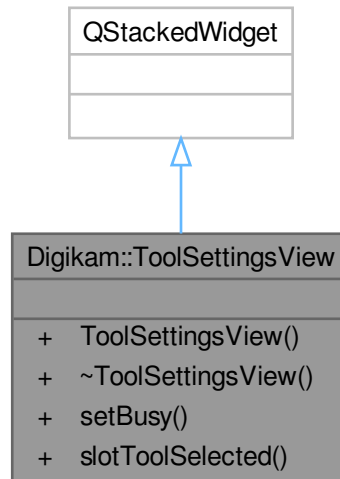 QStackedWidget
Digikam::ToolSettingsView
+ ToolSettingsView()
+ ~ToolSettingsView()
+ setBusy()
+ slotToolSelected()